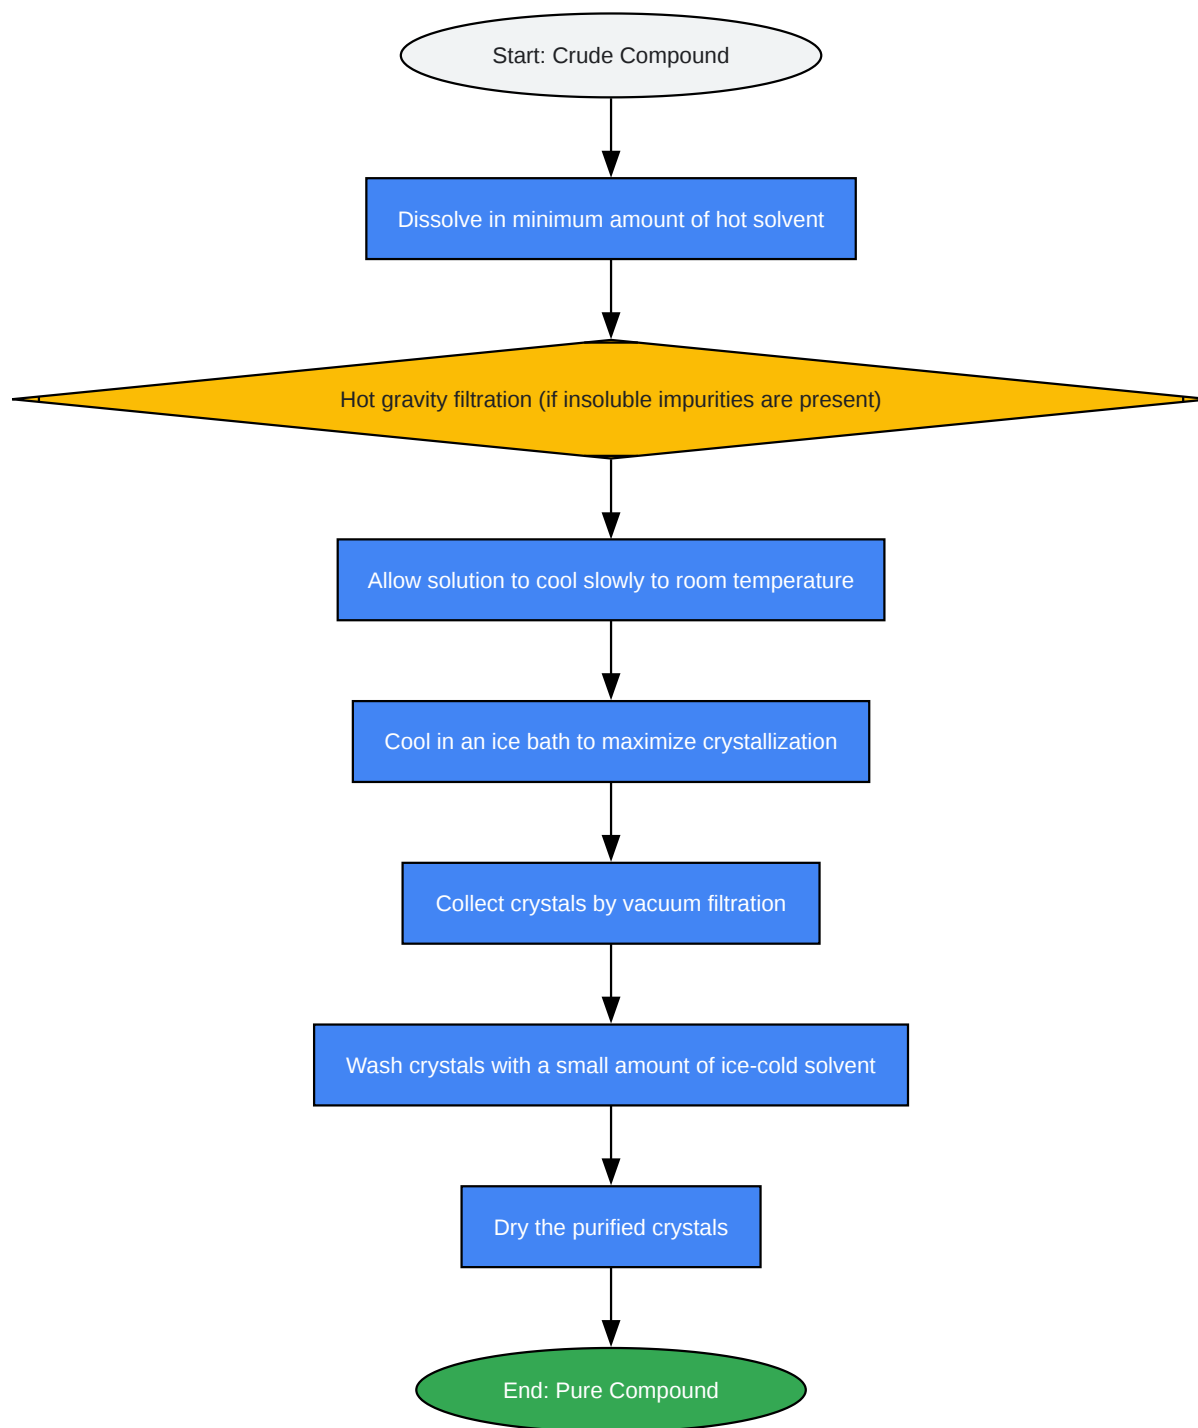 Start: Crude Compound
Dissolve in minimum amount of hot solvent
Hot gravity filtration (if insoluble impurities are present)
Allow solution to cool slowly to room temperature
Cool in an ice bath to maximize crystallization
Collect crystals by vacuum filtration
Wash crystals with a small amount of ice-cold solvent
Dry the purified crystals
End: Pure Compound